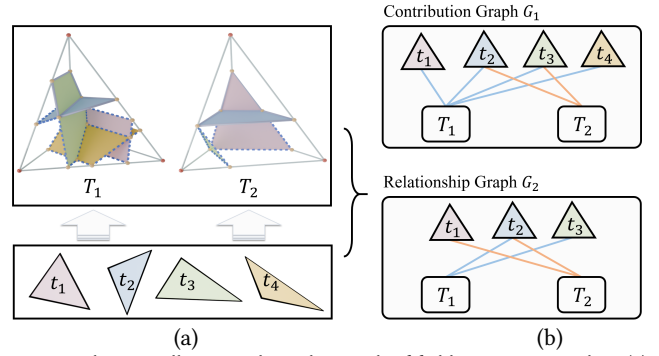 Contribution Graph G₁
t₁ t₂ t₃ t₄
T₁ T₂
T₁ T₂
Relationship Graph G₂
t₁ t₂ t₃
T₁ T₂
t₁ t₂ t₃ t₄
(a) (b)